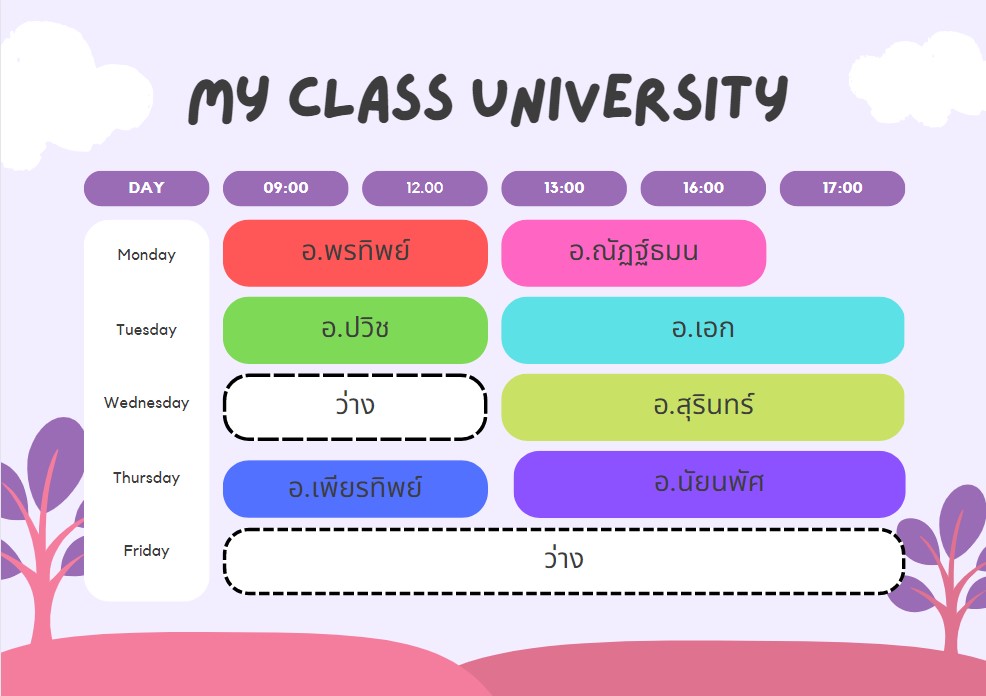 MY CLASS UNIVERSITY
DAY 09:00 12.00 13:00 16:00 17:00
Monday อ.พรทิพย์ อ.ณัฏฐ์ธมน
Tuesday อ.ปวิช อ.เอก
Wednesday ว่าง อ.สุรินทร์
Thursday อ.เพียรทิพย์ อ.นัยนพัศ
Friday ว่าง